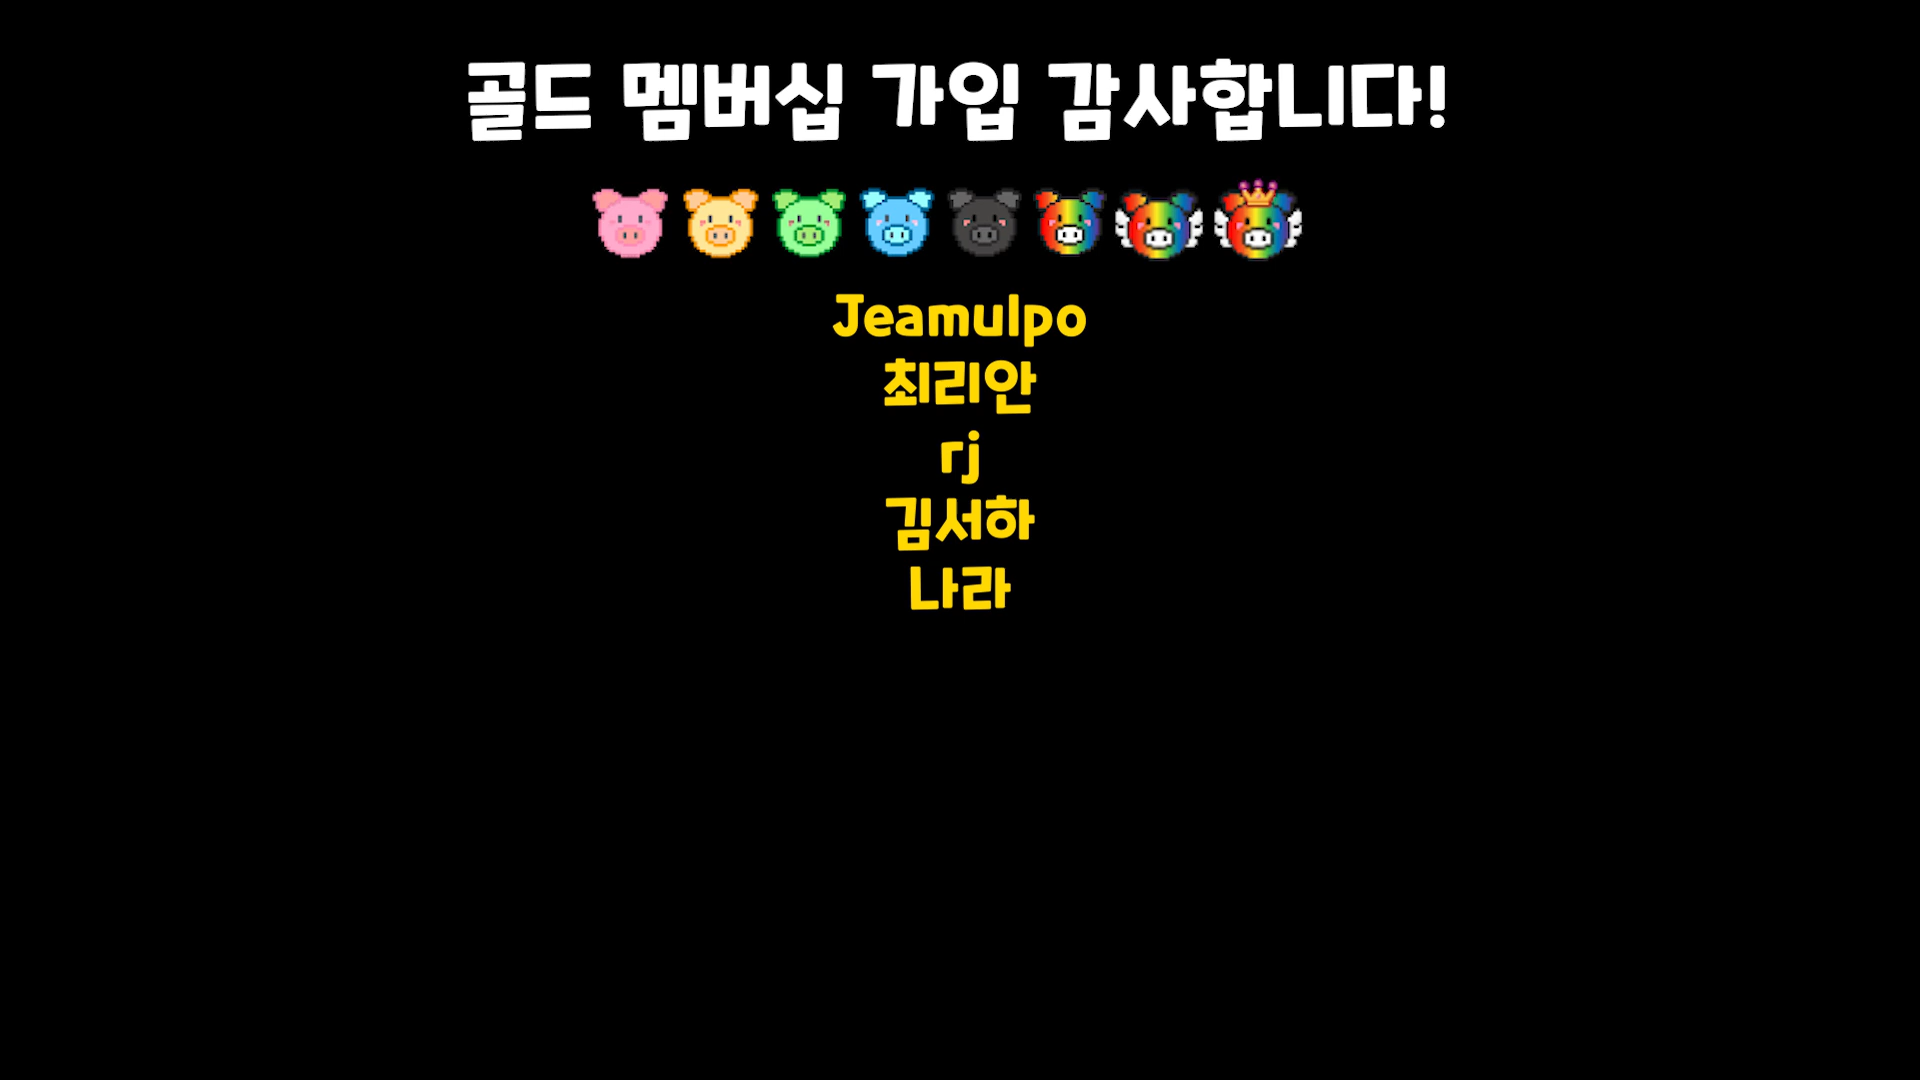 골드 멤버십 가입 감사합니다!
Jeamulpo
최리안
rj
김서하
나라